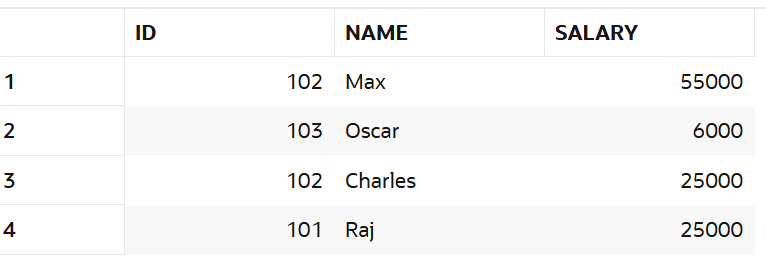 ID NAME SALARY
1 102 Max 55000
2 103 Oscar 6000
3 102 Charles 25000
4 101 Raj 25000